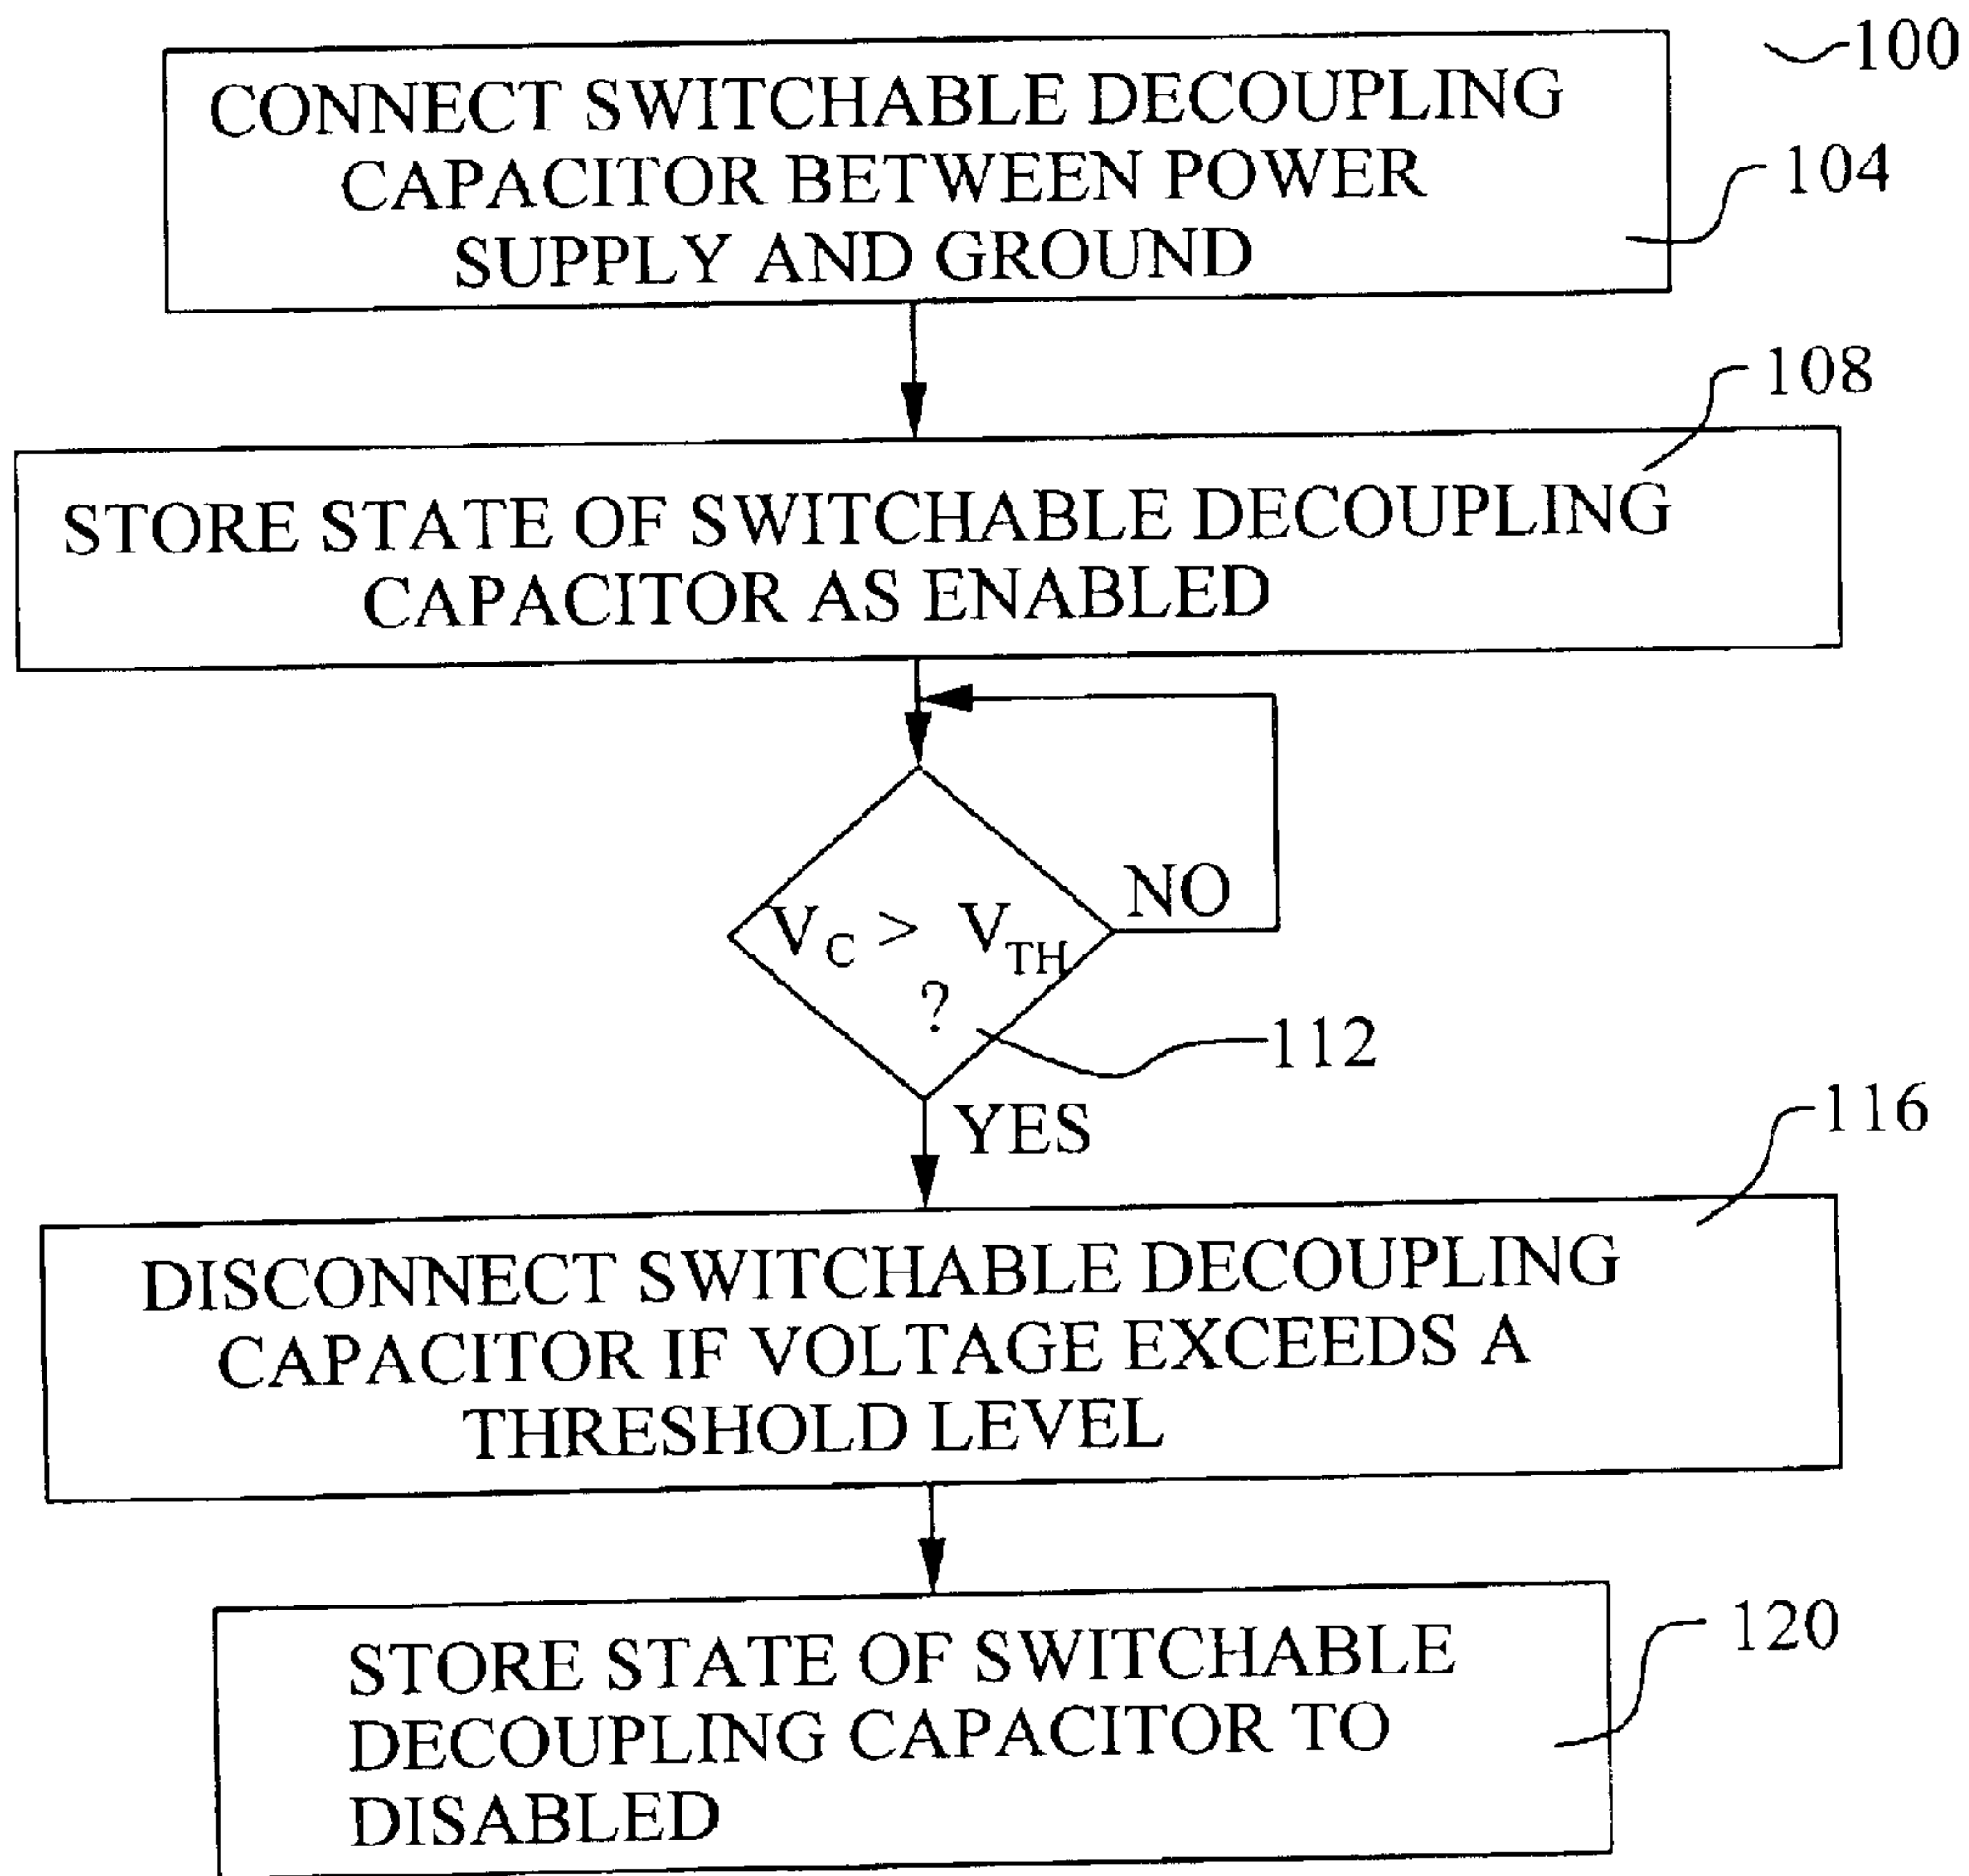 100
CONNECT SWITCHABLE DECOUPLING
CAPACITOR BETWEEN POWER
SUPPLY AND GROUND
104
108
STORE STATE OF SWITCHABLE DECOUPLING
CAPACITOR AS ENABLED
NO
V_C > V_TH
?
112
YES
116
DISCONNECT SWITCHABLE DECOUPLING
CAPACITOR IF VOLTAGE EXCEEDS A
THRESHOLD LEVEL
120
STORE STATE OF SWITCHABLE
DECOUPLING CAPACITOR TO
DISABLED